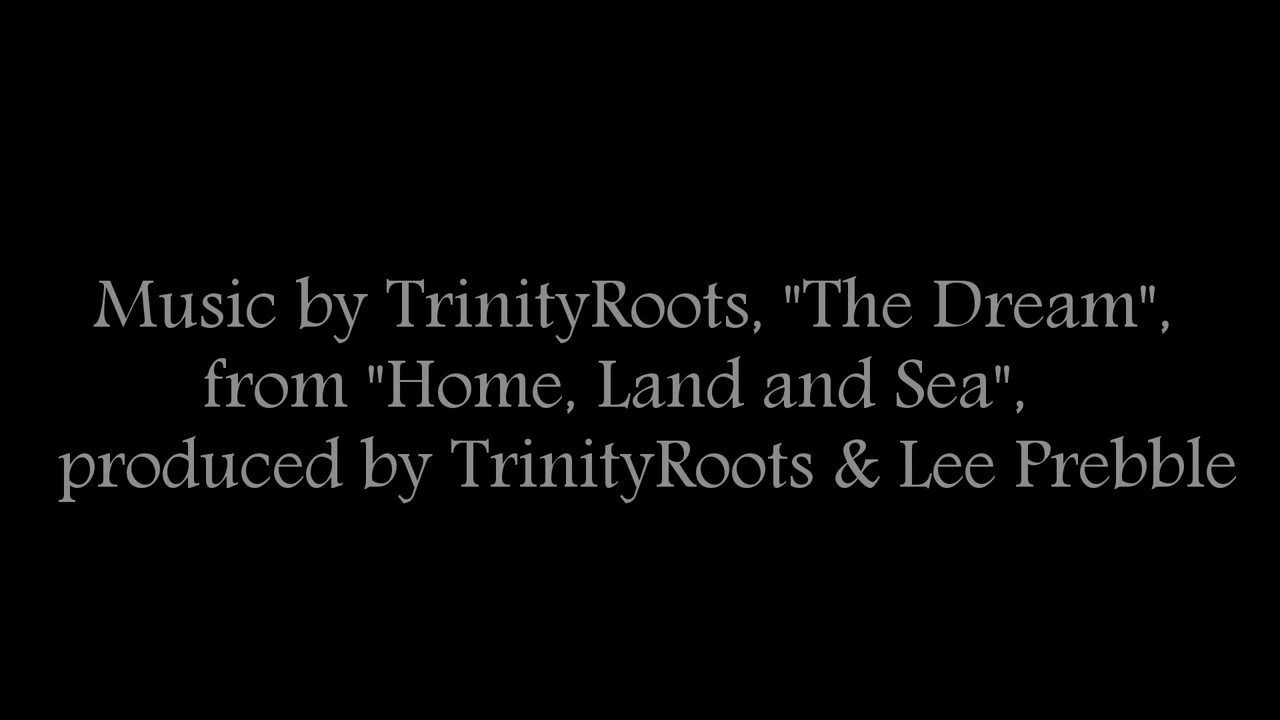 Music by TrinityRoots, "The Dream",
from "Home, Land and Sea",
produced by TrinityRoots & Lee Prebble